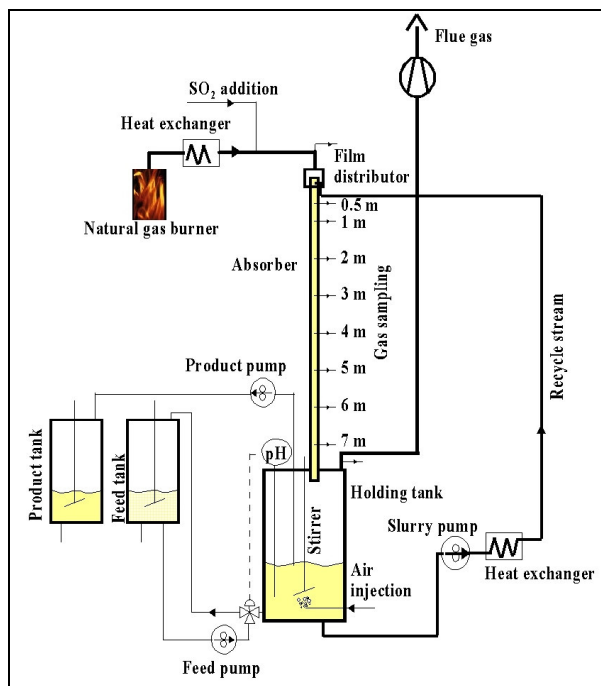 Flue gas
SO2 addition
Heat exchanger
Film
distributor
Natural gas burner
0.5 m
1 m
Absorber
2 m
3 m
Gas sampling
4 m
Recycle stream
Product pump
5 m
6 m
7 m
pH
Product tank
Feed tank
Holding tank
Stirrer
Slurry pump
Air
injection
Heat exchanger
Feed pump